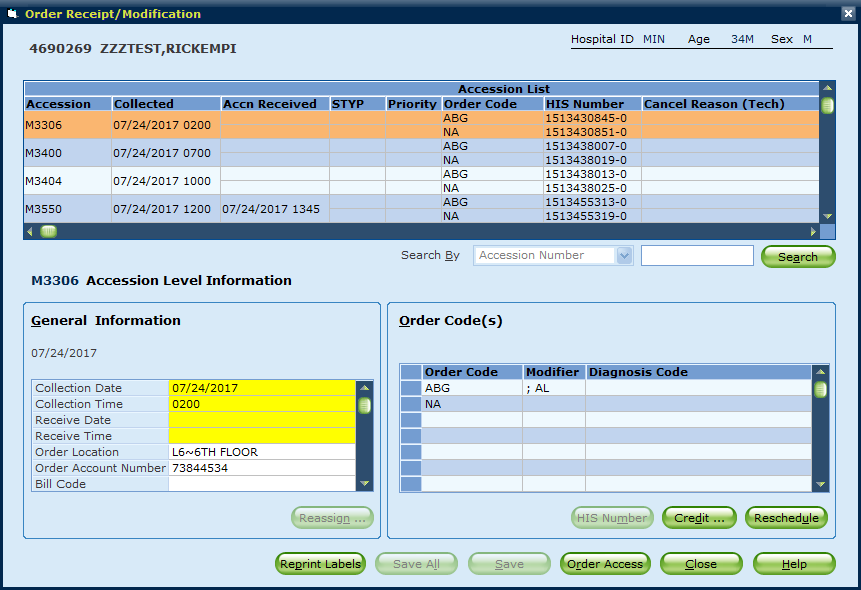 Order Receipt/Modification
4690269 ZZZTEST,RICKEMPI
Hospital ID MIN Age 34M Sex M
Accession List
Accession Collected Accn Received STYP Priority Order Code HIS Number Cancel Reason (Tech)
M3306 07/24/2017 0200 ABG 1513430845-0
NA 1513430851-0
M3400 07/24/2017 0700 ABG 1513438007-0
NA 1513438019-0
M3404 07/24/2017 1000 ABG 1513438013-0
NA 1513438025-0
M3550 07/24/2017 1200 07/24/2017 1345 ABG 1513455313-0
NA 1513455319-0
Search By Accession Number Search
M3306 Accession Level Information
General Information
07/24/2017
Collection Date 07/24/2017
Collection Time 0200
Receive Date
Receive Time
Order Location L6~6TH FLOOR
Order Account Number 73844534
Bill Code
Reassign ...
Order Code(s)
Order Code Modifier Diagnosis Code
ABG ; AL
NA
HIS Number Credit ... Reschedule
Reprint Labels Save All Save Order Access Close Help